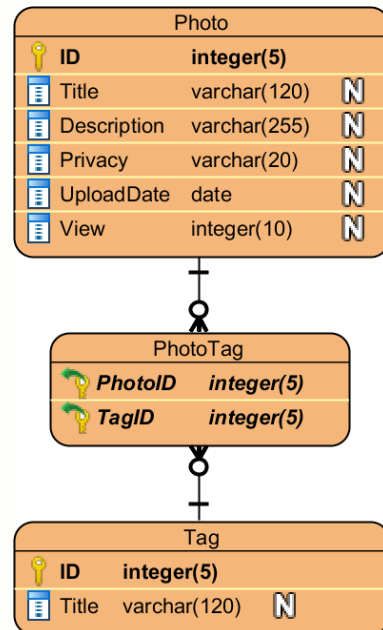 Photo
ID integer(5)
Title varchar(120) N
Description varchar(255) N
Privacy varchar(20) N
UploadDate date N
View integer(10) N
PhotoTag
PhotoID integer(5)
TagID integer(5)
Tag
ID integer(5)
Title varchar(120) N